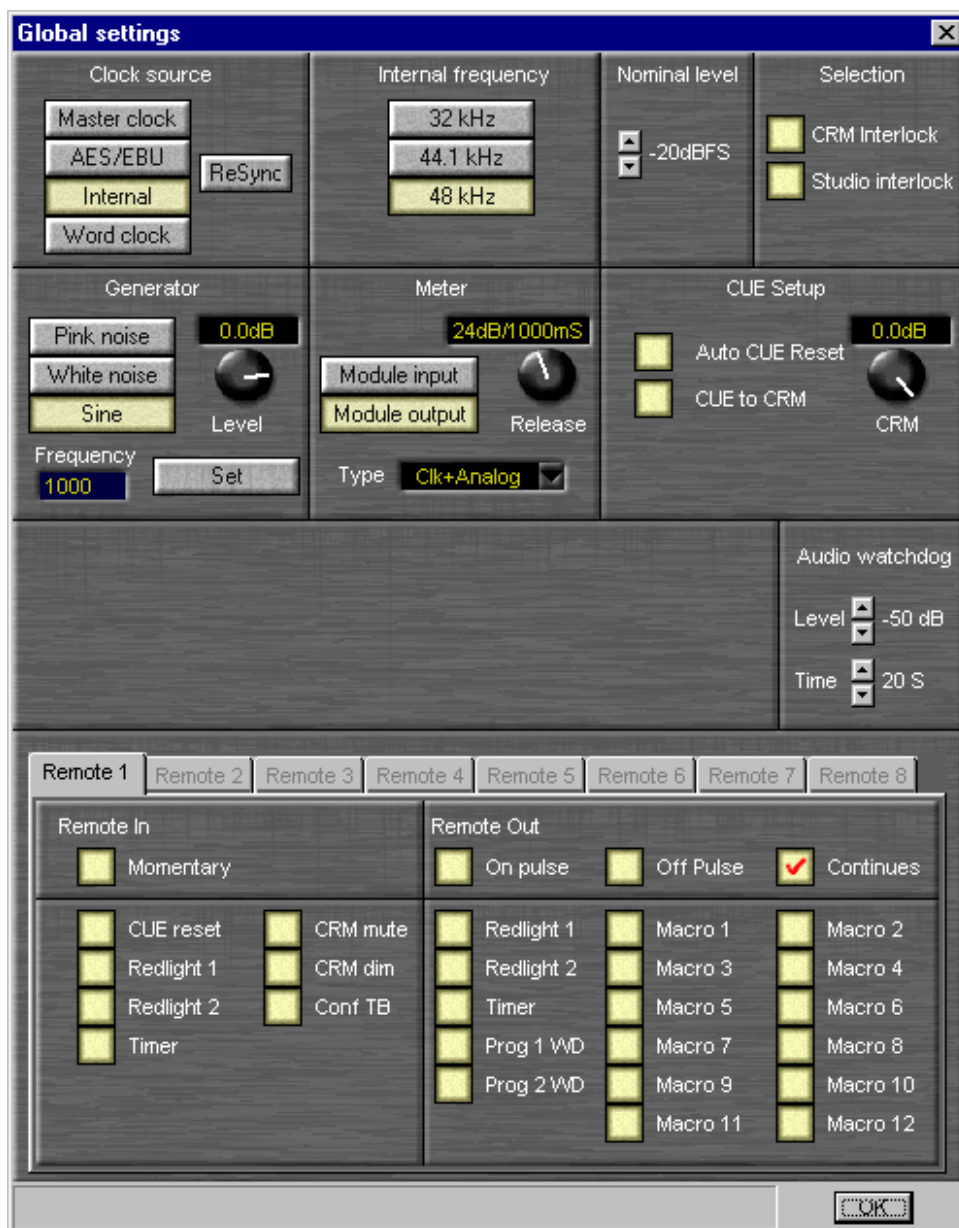 Global settings
Clock source
Master clock
AES/EBU
Internal
Word clock
ReSync
Internal frequency
32 kHz
44.1 kHz
48 kHz
Nominal level
-20dBFS
Selection
CRM Interlock
Studio interlock
Generator
Pink noise
White noise
Sine
0.0dB
Level
Frequency
1000
Set
Meter
24dB/1000mS
Module input
Module output
Release
Type Clk+Analog
CUE Setup
Auto CUE Reset
CUE to CRM
0.0dB
CRM
Audio watchdog
Level -50 dB
Time 20 S
Remote 1 Remote 2 Remote 3 Remote 4 Remote 5 Remote 6 Remote 7 Remote 8
Remote In
Momentary
CUE reset CRM mute
Redlight 1 CRM dim
Redlight 2 Conf TB
Timer
Remote Out
On pulse Off Pulse Continues
Redlight 1 Macro 1 Macro 2
Redlight 2 Macro 3 Macro 4
Timer Macro 5 Macro 6
Prog 1 WD Macro 7 Macro 8
Prog 2 WD Macro 9 Macro 10
Macro 11 Macro 12
OK